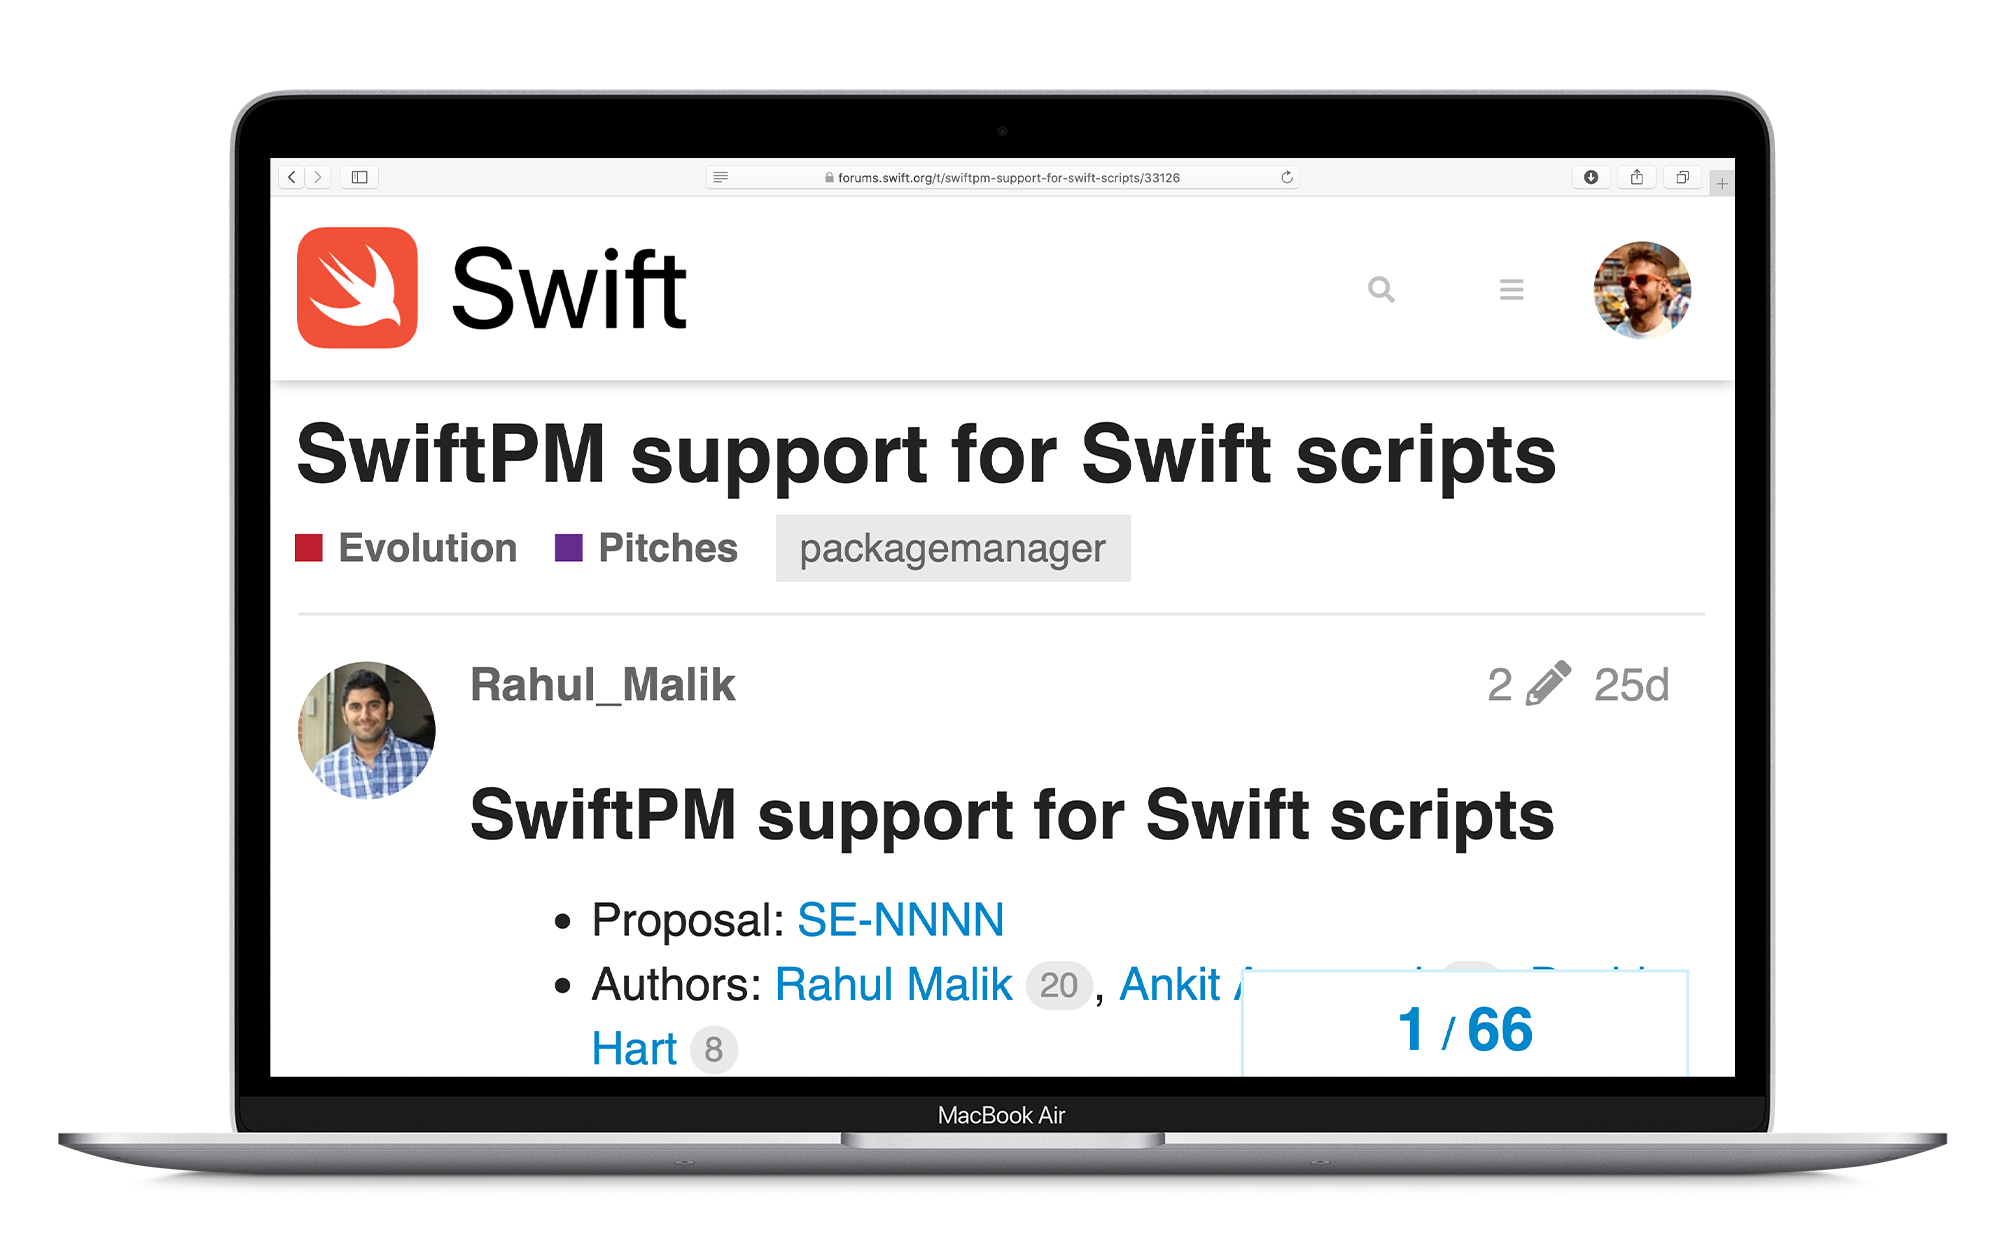 forums.swift.org/t/swiftpm-support-for-swift-scripts/33126
Swift
SwiftPM support for Swift scripts
Evolution Pitches packagemanager
Rahul_Malik 2 25d
SwiftPM support for Swift scripts
• Proposal: SE-NNNN
• Authors: Rahul Malik 20, Ankit
Hart 8
1 / 66
MacBook Air